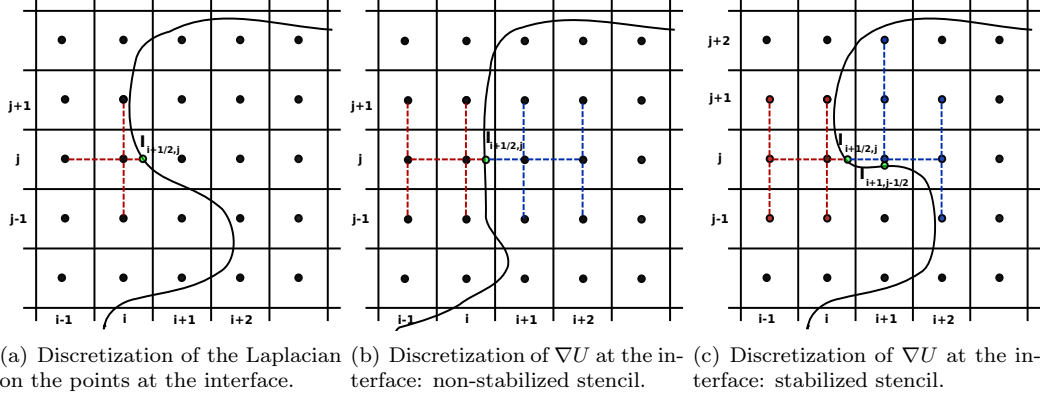 j+1
j
j-1
I i+1/2,j
i-1
i
i+1
i+2
j+1
j
j-1
I i+1/2,j
i-1
i
i+1
i+2
j+2
j+1
j
j-1
I i+1/2,j
I i+1,j-1/2
i-1
i
i+1
i+2
(a) Discretization of the Laplacian
on the points at the interface.
(b) Discretization of ∇U at the in-
terface: non-stabilized stencil.
(c) Discretization of ∇U at the in-
terface: stabilized stencil.